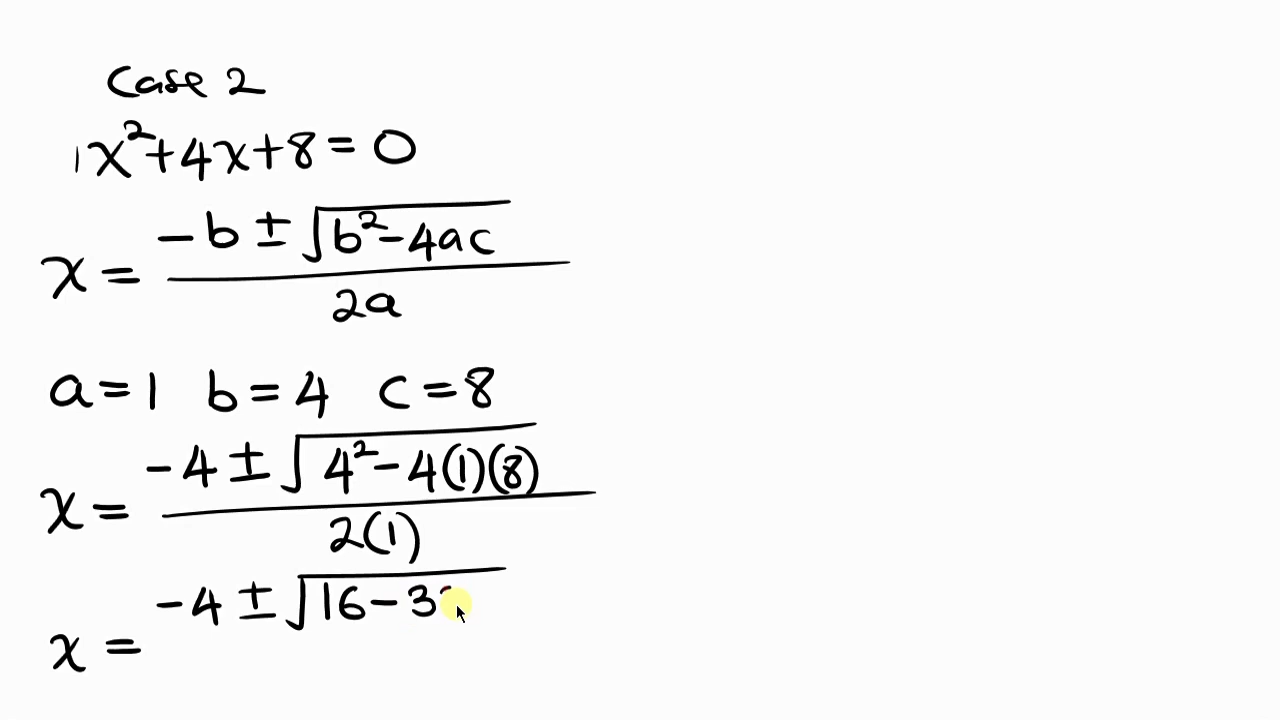 Case 2
1x²+4x+8=0
x = (-b ± √(b²-4ac)) / 2a
a=1 b=4 c=8
x = (-4 ± √(4²-4(1)(8))) / 2(1)
x = -4 ± √(16-3